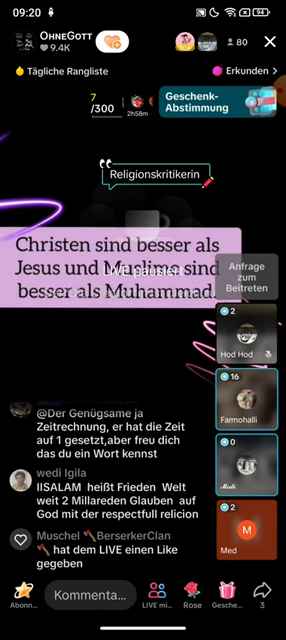 09:20
94
OHNEGOTT
9.4K
80
Tägliche Rangliste
Erkunden >
7
/300
2h58m
Geschenk-
Abstimmung
Religionskritikerin
Christen sind besser als
Jesus und Muslime sind
besser als Muhammad.
LIVE pausiert
Anfrage
zum
Beitreten
2
Hod Hod
16
Famohalli
0
Mali
2
M
Med
@Der Genügsame ja
Zeitrechnung, er hat die Zeit
auf 1 gesetzt,aber freu dich
das du ein Wort kennst
wedi Igila
IISALAM heißt Frieden Welt
weit 2 Millareden Glauben auf
God mit der respectfull relicion
Muschel BerserkerClan
hat dem LIVE einen Like
gegeben
Abonn...
Kommenta...
LIVE mi...
Rose
Gesche...
3